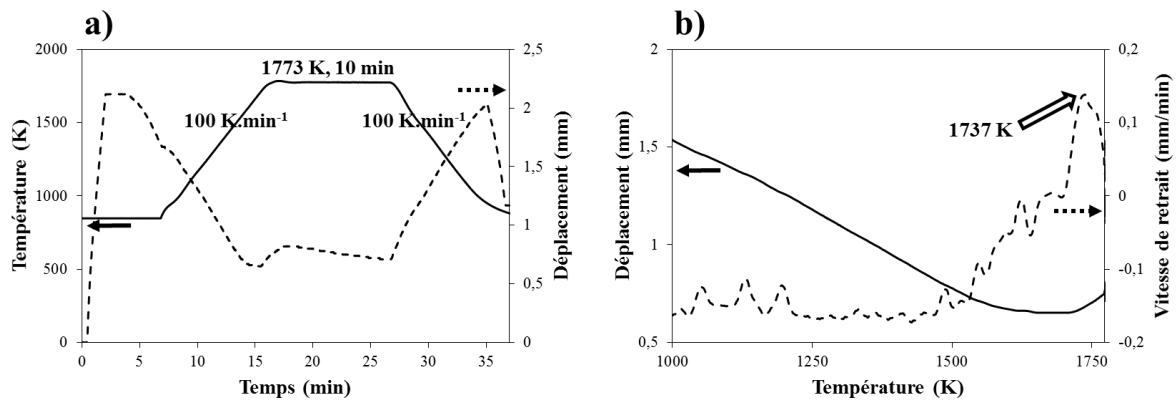 a)
2000
1500
1000
500
0
Température (K)
1773 K, 10 min
100 K.min⁻¹
100 K.min⁻¹
2,5
2
1,5
1
0,5
0
Déplacement (mm)
0
5
10
15
20
25
30
35
Temps (min)
b)
2
1,5
1
0,5
Déplacement (mm)
1737 K
0,2
0,1
0
-0,1
-0,2
Vitesse de retrait (mm/min)
1000
1250
1500
1750
Température (K)